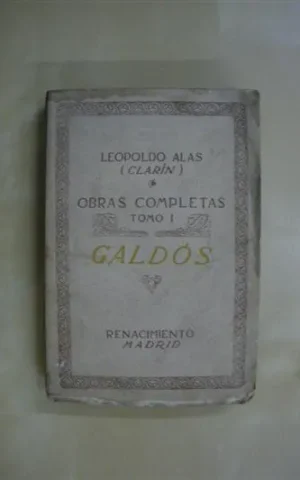 LEOPOLDO ALAS
(CLARÍN)
OBRAS COMPLETAS
TOMO I
GALDÓS
RENACIMIENTO
MADRID